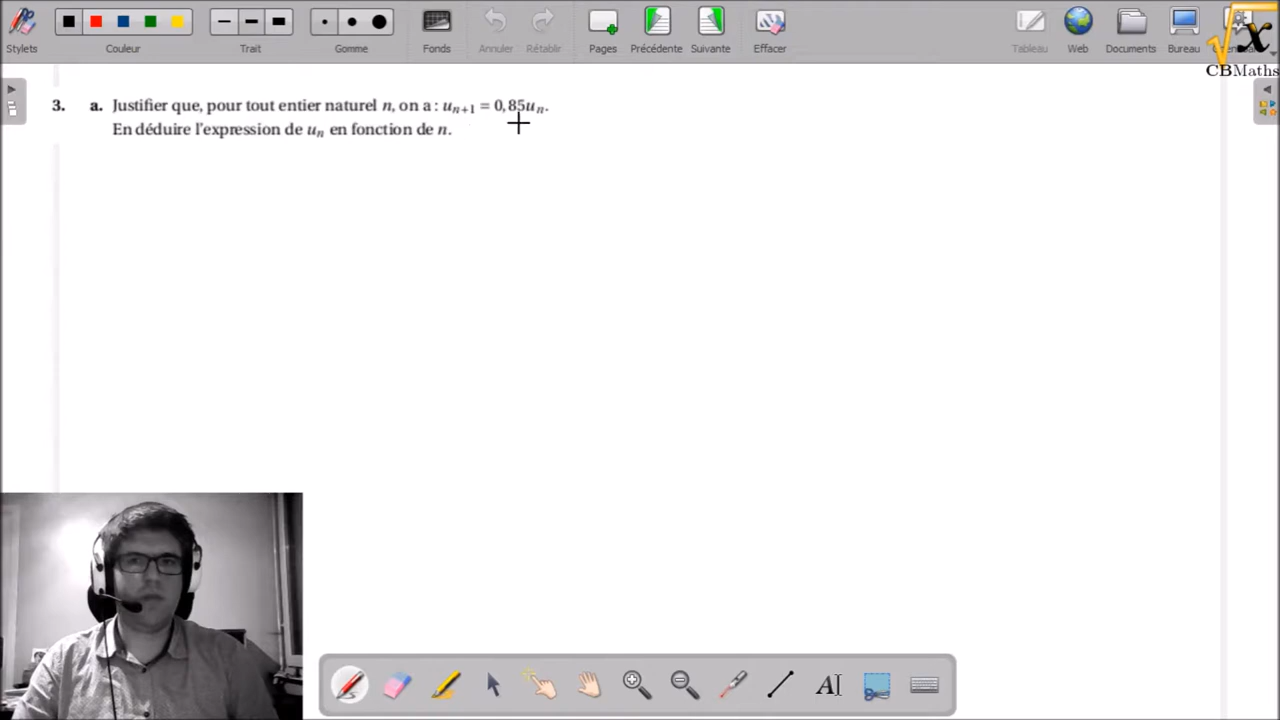 Stylets
Couleur
Trait
Gomme
Fonds
Annuler
Rétablir
Pages
Précédente
Suivante
Effacer
Tableau
Web
Documents
Bureau
√x
CBMaths
3. a. Justifier que, pour tout entier naturel n, on a : uₙ₊₁ = 0,85uₙ.
En déduire l'expression de uₙ en fonction de n.
AI